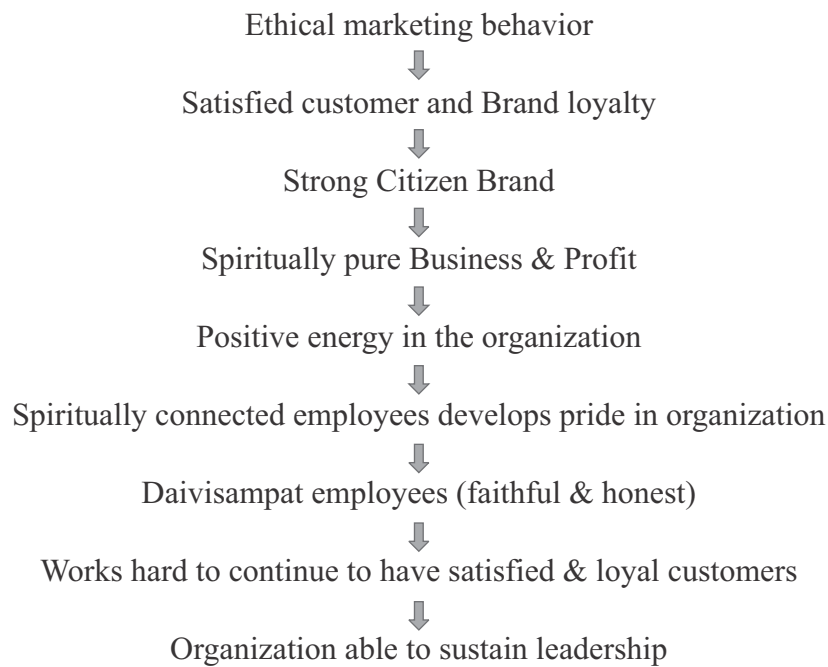 Ethical marketing behavior
Satisfied customer and Brand loyalty
Strong Citizen Brand
Spiritually pure Business & Profit
Positive energy in the organization
Spiritually connected employees develops pride in organization
Daivisampat employees (faithful & honest)
Works hard to continue to have satisfied & loyal customers
Organization able to sustain leadership